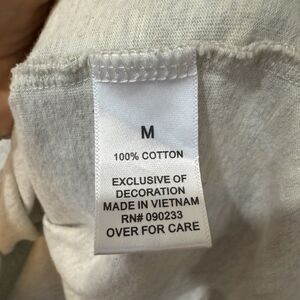 M
100% COTTON
EXCLUSIVE OF
DECORATION
MADE IN VIETNAM
RN# 090233
OVER FOR CARE